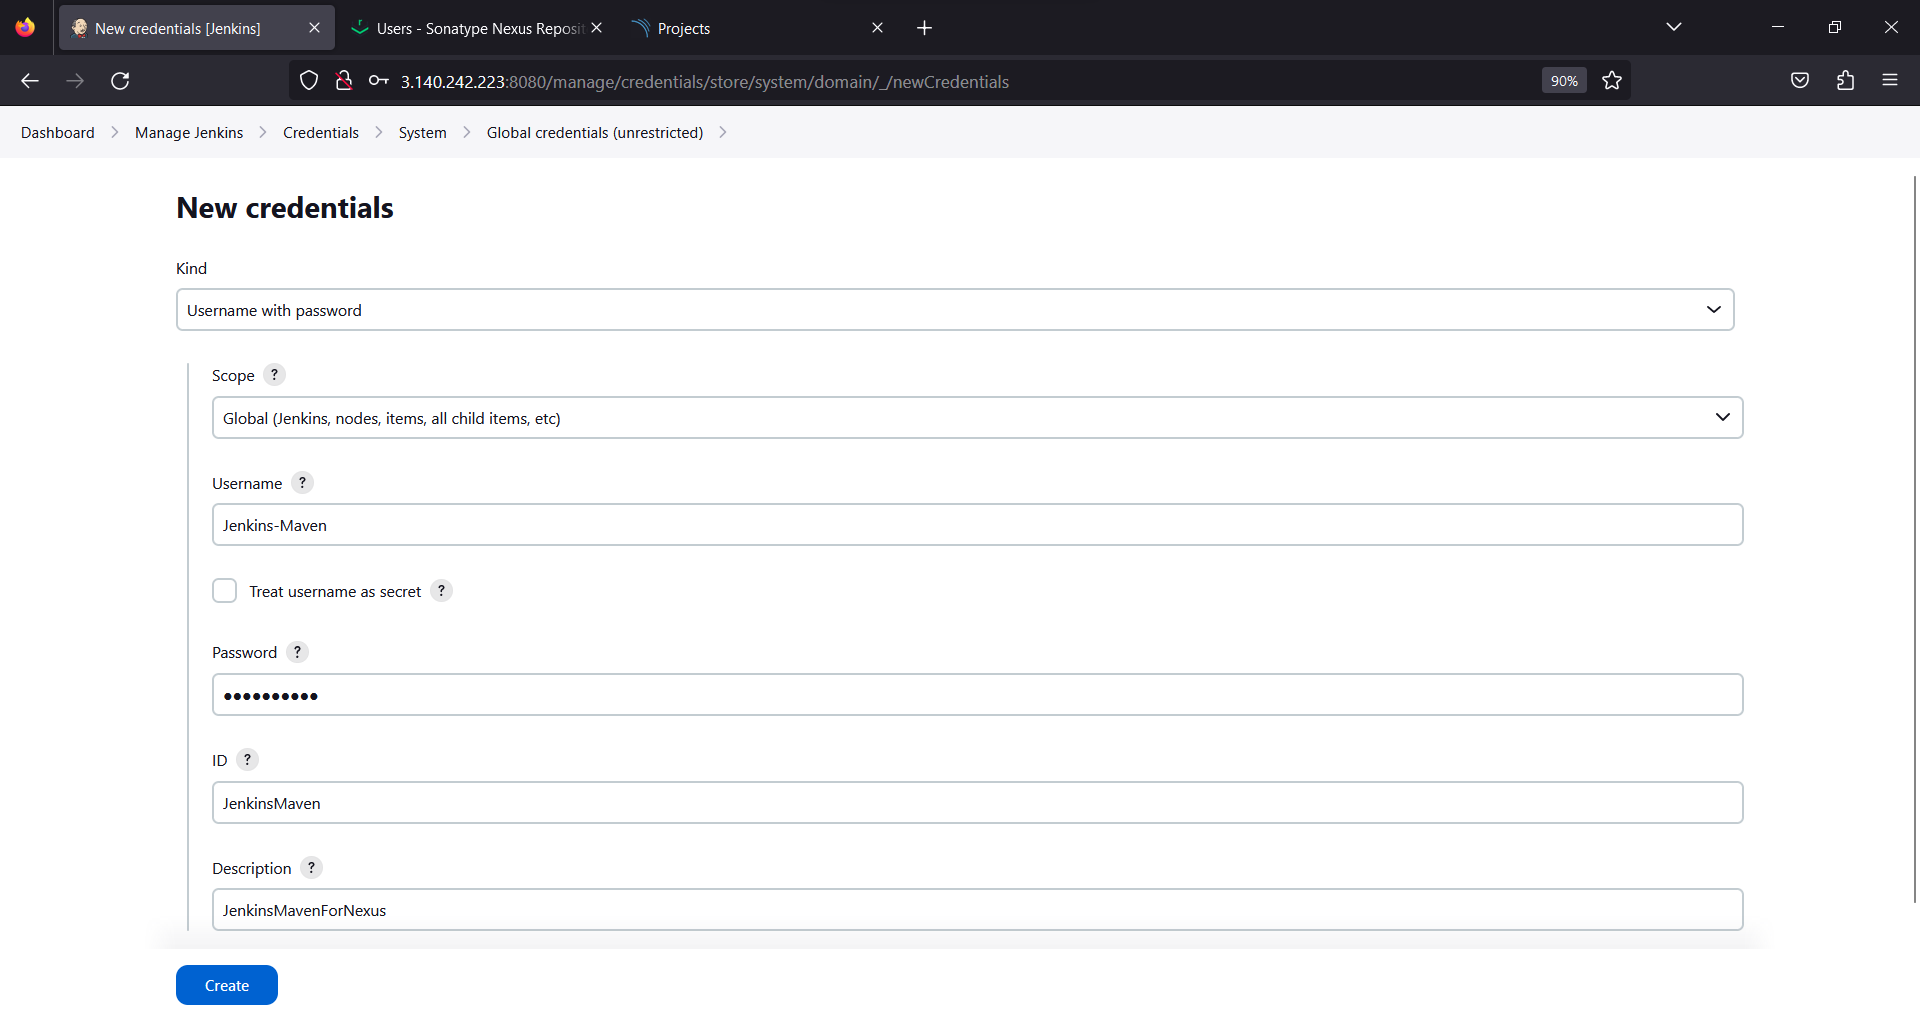 New credentials [Jenkins]
Users - Sonatype Nexus Reposit
Projects
3.140.242.223:8080/manage/credentials/store/system/domain/_/newCredentials
90%
Dashboard
Manage Jenkins
Credentials
System
Global credentials (unrestricted)
New credentials
Kind
Username with password
Scope ?
Global (Jenkins, nodes, items, all child items, etc)
Username ?
Jenkins-Maven
Treat username as secret ?
Password ?
••••••••••
ID ?
JenkinsMaven
Description ?
JenkinsMavenForNexus
Create